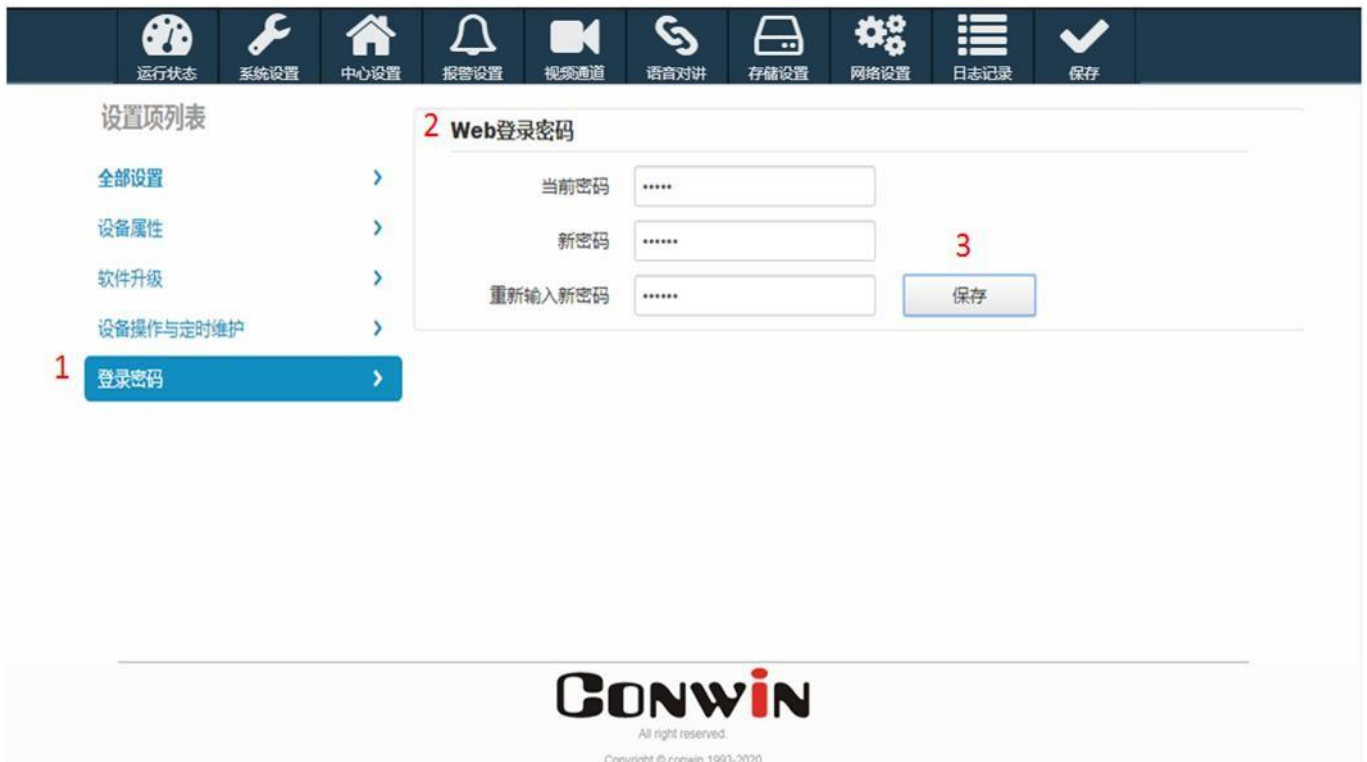 运行状态 系统设置 中心设置 报警设置 视频通道 语音对讲 存储设置 网络设置 日志记录 保存
设置项列表
2 Web登录密码
全部设置
当前密码 •••••
设备属性
新密码 ••••••
3
软件升级
重新输入新密码 •••••• 保存
设备操作与定时维护
1 登录密码
CONWIN
All right reserved.
Copyright © conwin 1993-2020